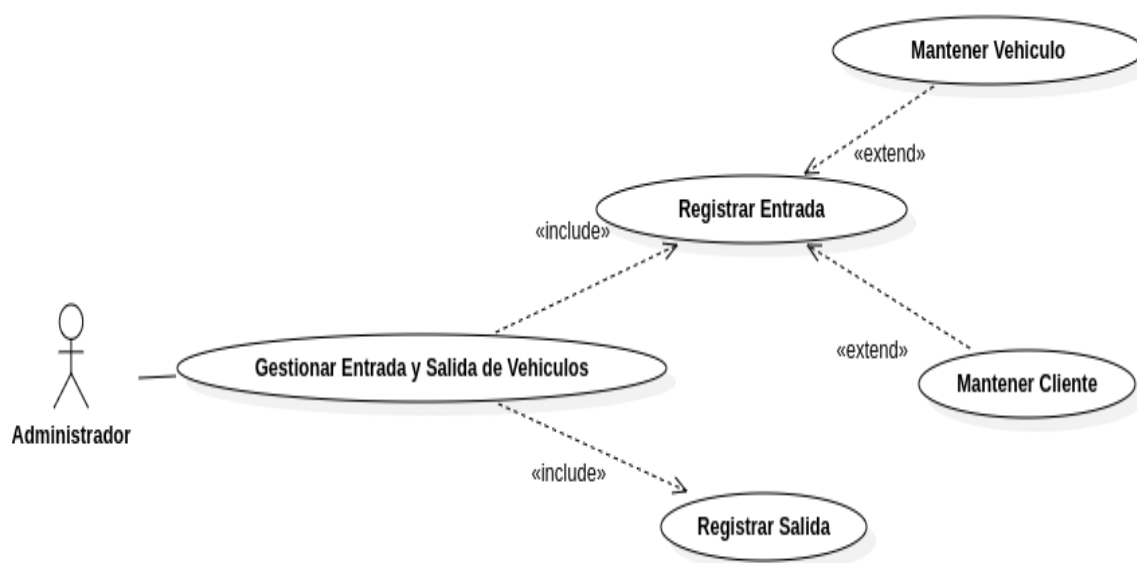 Mantener Vehiculo
«extend»
Registrar Entrada
«include»
«extend»
Gestionar Entrada y Salida de Vehiculos
Mantener Cliente
Administrador
«include»
Registrar Salida